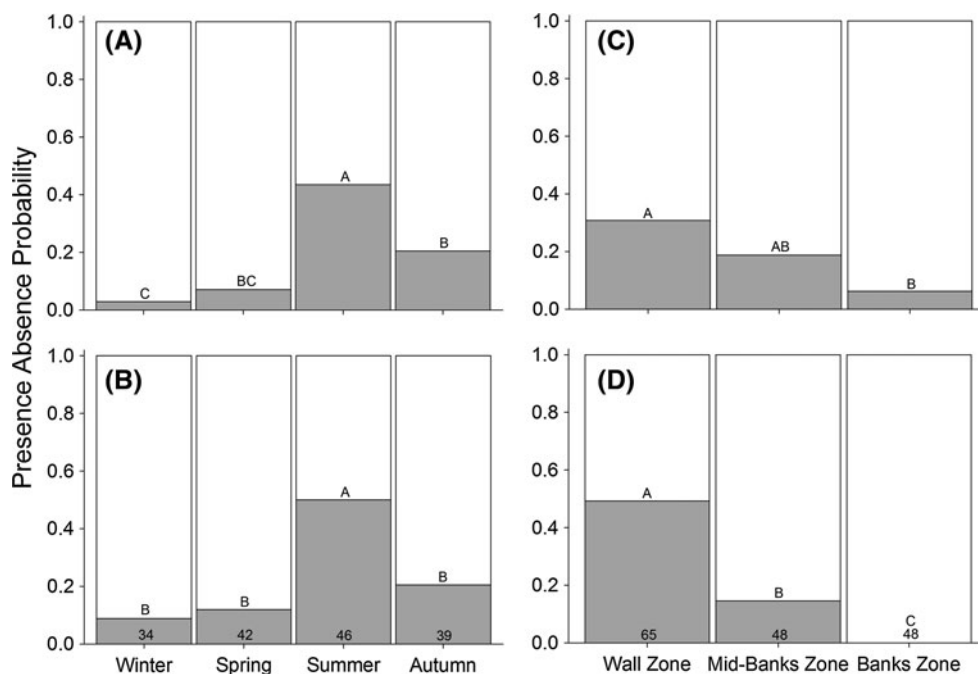 Presence Absence Probability
(A)
1.0
0.8
0.6
0.4
0.2
0.0
C
BC
A
B
(C)
1.0
0.8
0.6
0.4
0.2
0.0
A
AB
B
(B)
1.0
0.8
0.6
0.4
0.2
0.0
B
B
A
B
34
42
46
39
Winter
Spring
Summer
Autumn
(D)
1.0
0.8
0.6
0.4
0.2
0.0
A
B
C
65
48
48
Wall Zone
Mid-Banks Zone
Banks Zone